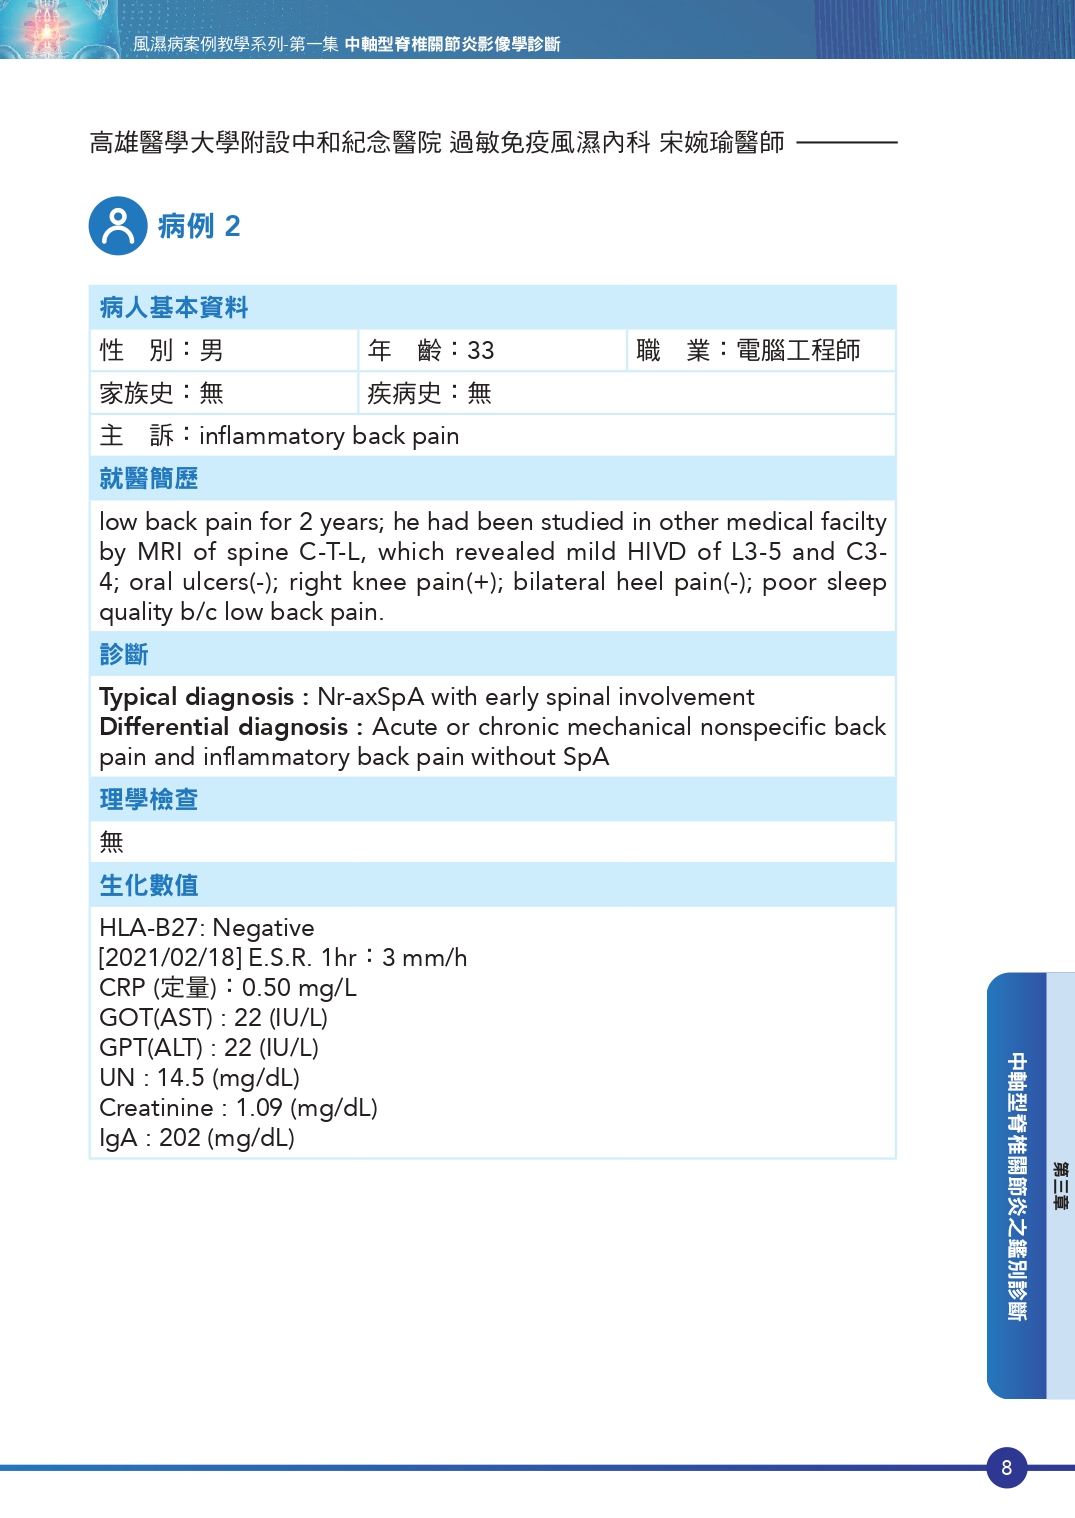 風濕病案例教學系列-第一集 中軸型脊椎關節炎影像學診斷
高雄醫學大學附設中和紀念醫院 過敏免疫風濕內科 宋婉瑜醫師
病例 2
病人基本資料
性　別：男
年　齡：33
職　業：電腦工程師
家族史：無
疾病史：無
主　訴：inflammatory back pain
就醫簡歷
low back pain for 2 years; he had been studied in other medical facilty
by MRI of spine C-T-L, which revealed mild HIVD of L3-5 and C3-
4; oral ulcers(-); right knee pain(+); bilateral heel pain(-); poor sleep
quality b/c low back pain.
診斷
Typical diagnosis : Nr-axSpA with early spinal involvement
Differential diagnosis : Acute or chronic mechanical nonspecific back
pain and inflammatory back pain without SpA
理學檢查
無
生化數值
HLA-B27: Negative
[2021/02/18] E.S.R. 1hr：3 mm/h
CRP (定量)：0.50 mg/L
GOT(AST) : 22 (IU/L)
GPT(ALT) : 22 (IU/L)
UN : 14.5 (mg/dL)
Creatinine : 1.09 (mg/dL)
IgA : 202 (mg/dL)
第三章
中軸型脊椎關節炎之鑑別診斷
8